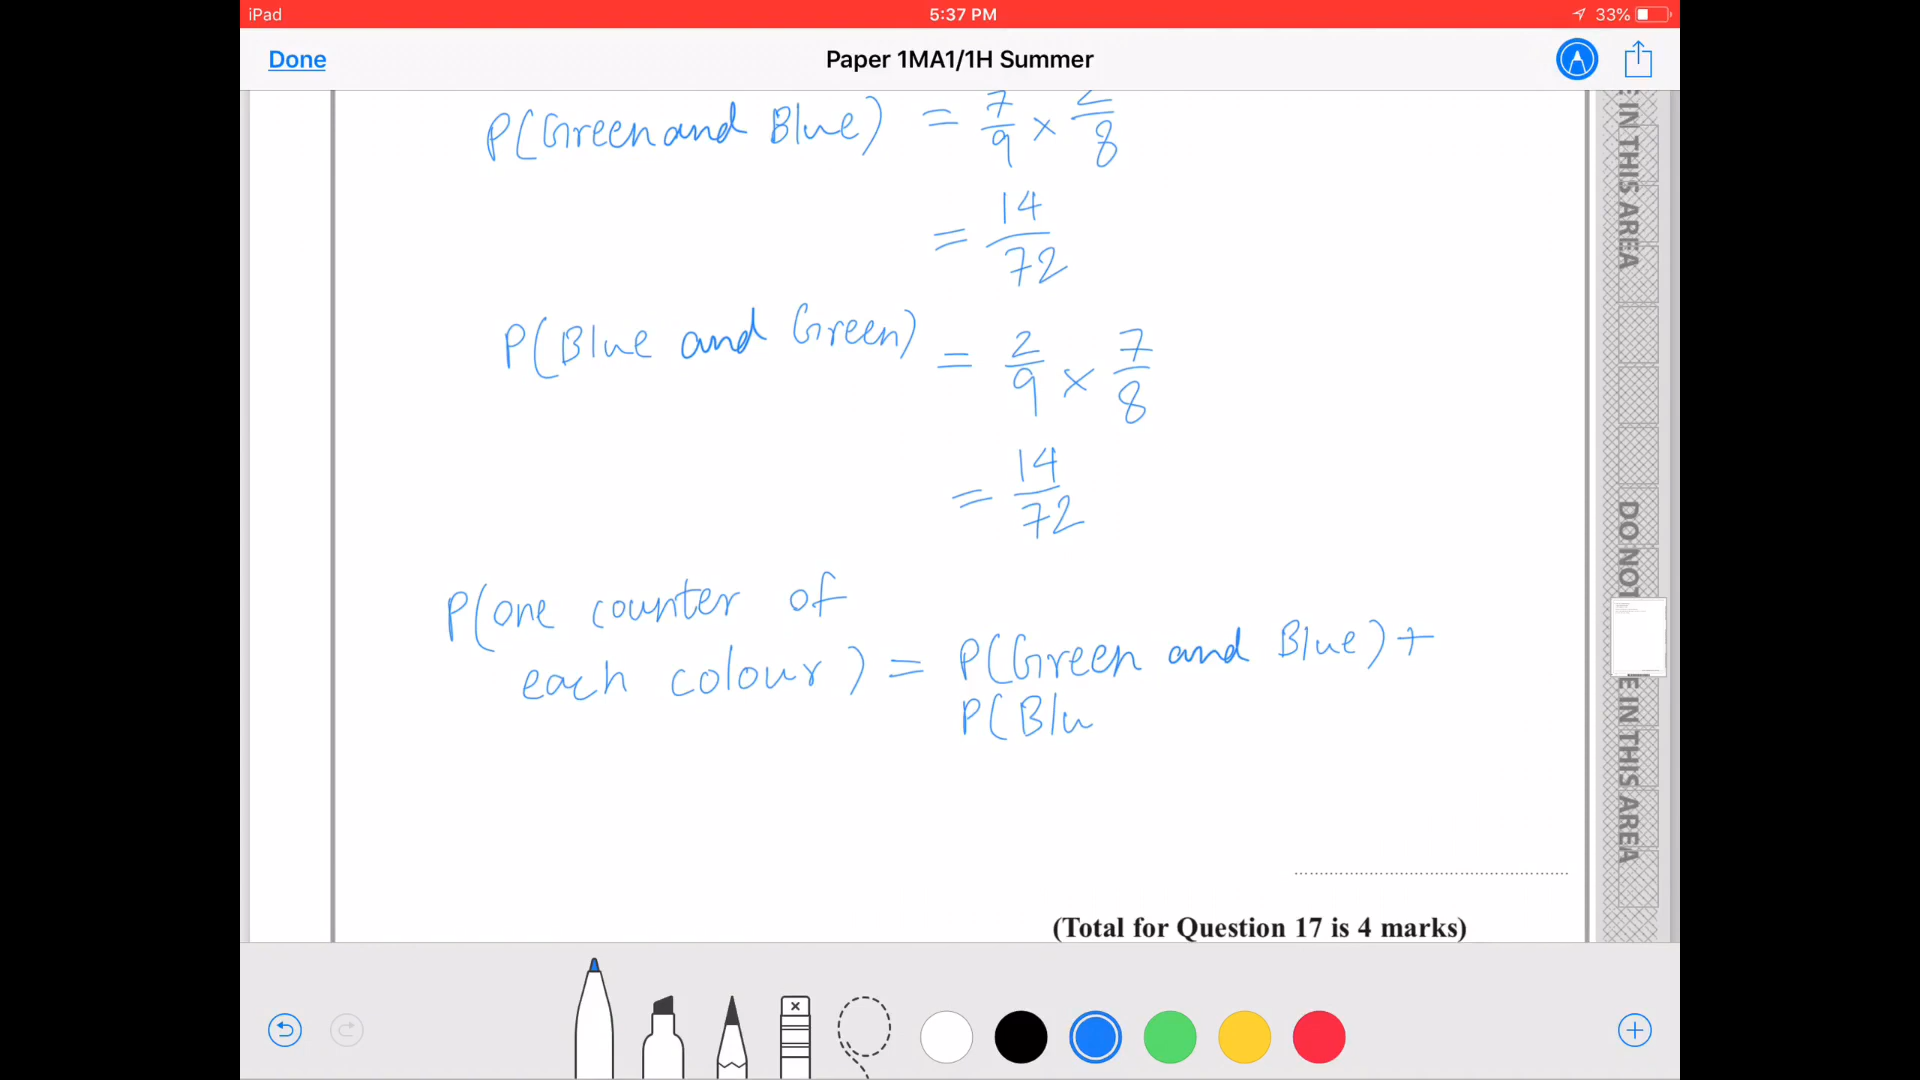 iPad 5:37 PM 33%
Done Paper 1MA1/1H Summer
P(Green and Blue) = 7/9 × 2/8
= 14/72
P(Blue and Green) = 2/9 × 7/8
= 14/72
P(one counter of
each colour) = P(Green and Blue) +
P(Blu
(Total for Question 17 is 4 marks)
E IN THIS AREA
DO NOT
E IN THIS AREA